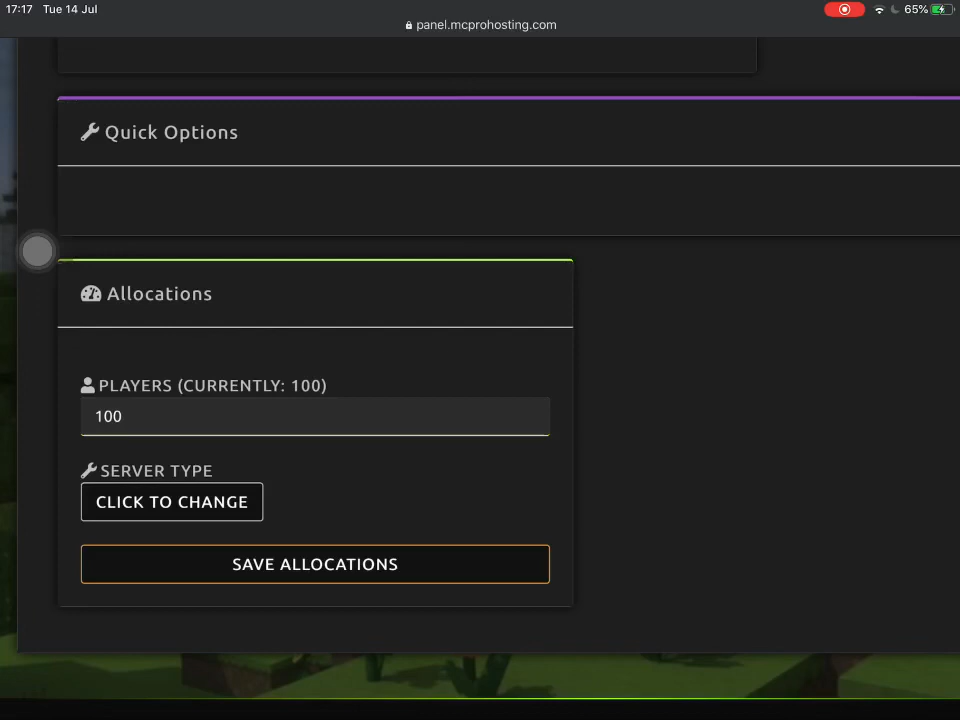 17:17 Tue 14 Jul
65%
panel.mcprohosting.com
Quick Options
Allocations
PLAYERS (CURRENTLY: 100)
100
SERVER TYPE
CLICK TO CHANGE
SAVE ALLOCATIONS